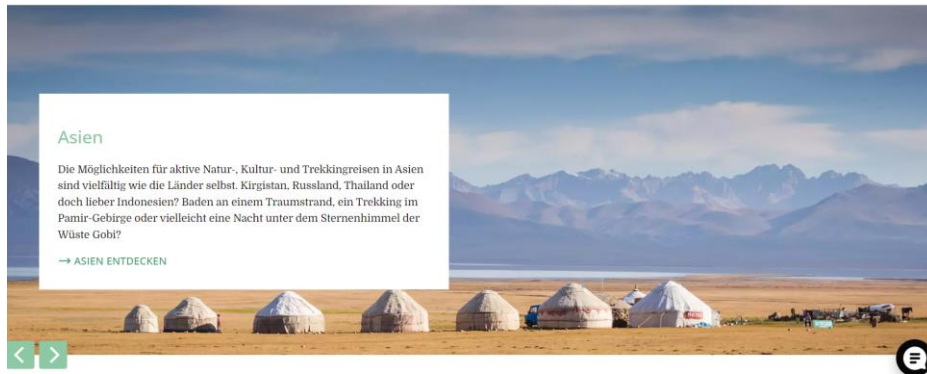 Asien
Die Möglichkeiten für aktive Natur-, Kultur- und Trekkingreisen in Asien
sind vielfältig wie die Länder selbst. Kirgistan, Russland, Thailand oder
doch lieber Indonesien? Baden an einem Traumstrand, ein Trekking im
Pamir-Gebirge oder vielleicht eine Nacht unter dem Sternenhimmel der
Wüste Gobi?
→ ASIEN ENTDECKEN